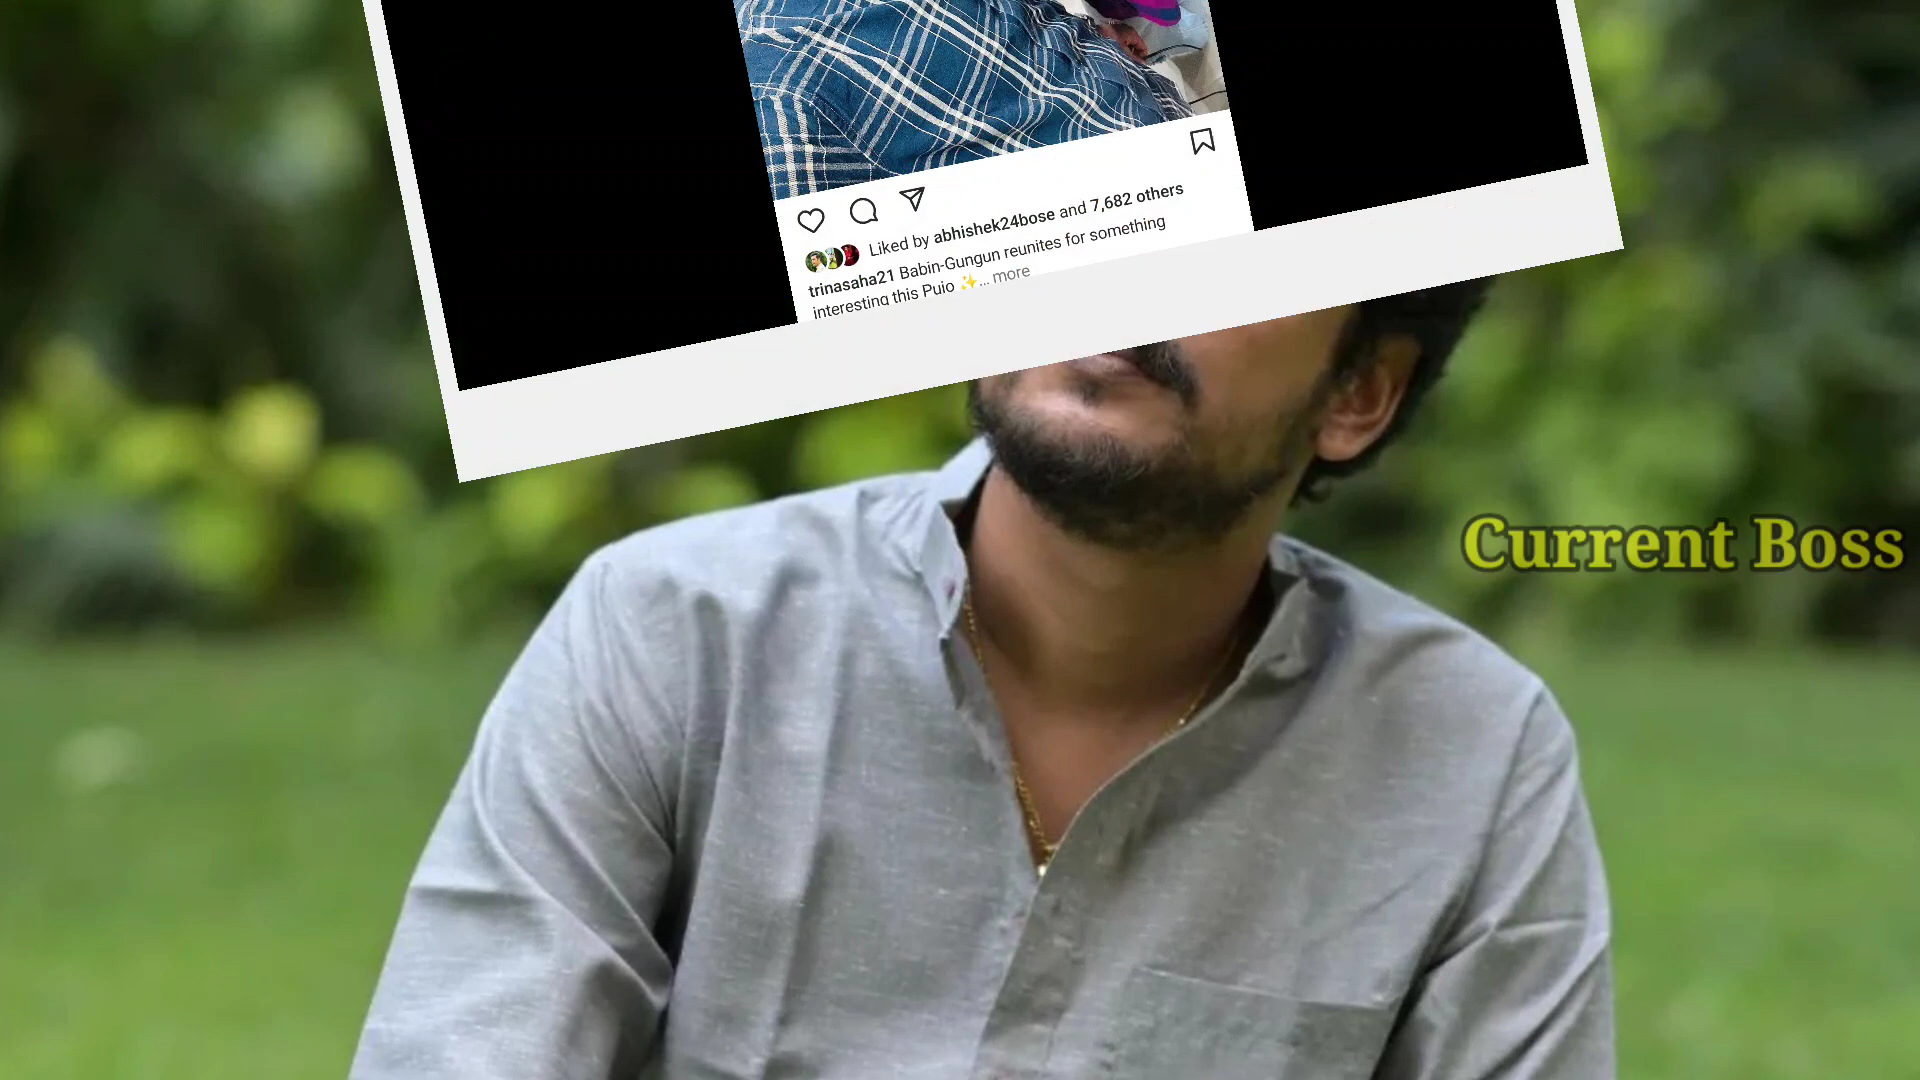 Liked by abhishek24bose and 7,682 others
trinasaha21 Babin-Gungun reunites for something
interesting this Pujo ✨... more
Current Boss